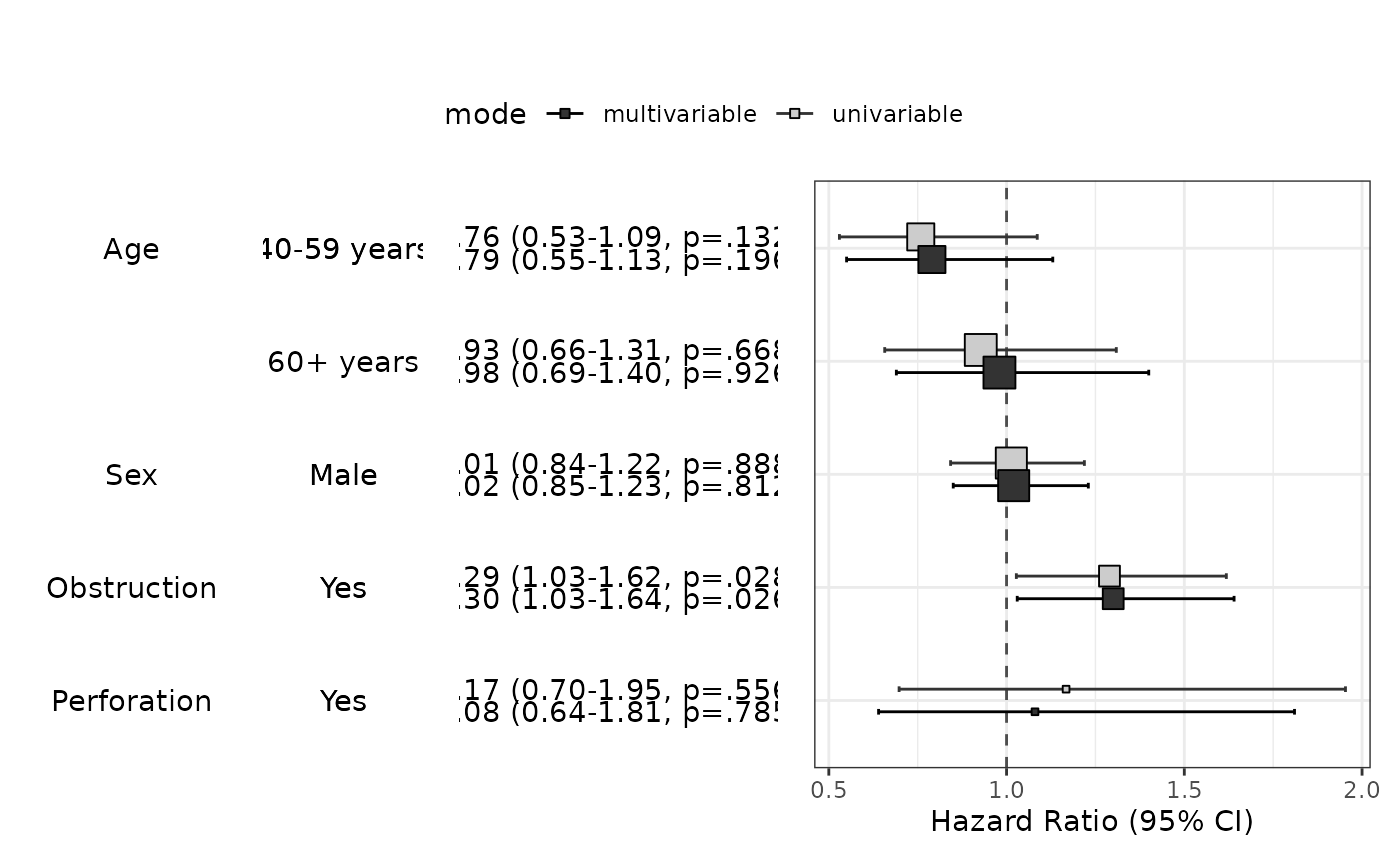 mode multivariable univariable
Age 40-59 years .76 (0.53-1.09, p=.132
.79 (0.55-1.13, p=.196
60+ years .93 (0.66-1.31, p=.668
.98 (0.69-1.40, p=.926
Sex Male .01 (0.84-1.22, p=.888
.02 (0.85-1.23, p=.812
Obstruction Yes .29 (1.03-1.62, p=.028
.30 (1.03-1.64, p=.026
Perforation Yes .17 (0.70-1.95, p=.556
.08 (0.64-1.81, p=.785
0.5 1.0 1.5 2.0
Hazard Ratio (95% CI)